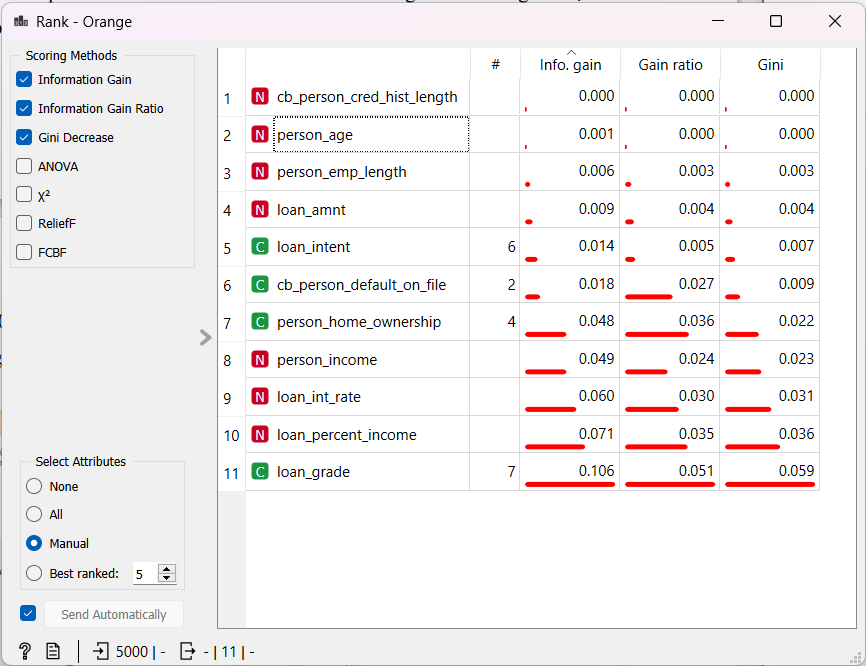 Rank - Orange
Scoring Methods
Information Gain
Information Gain Ratio
Gini Decrease
ANOVA
χ²
ReliefF
FCBF
Select Attributes
None
All
Manual
Best ranked: 5
Send Automatically
# Info. gain Gain ratio Gini
1 N cb_person_cred_hist_length 0.000 0.000 0.000
2 N person_age 0.001 0.000 0.000
3 N person_emp_length 0.006 0.003 0.003
4 N loan_amnt 0.009 0.004 0.004
5 C loan_intent 6 0.014 0.005 0.007
6 C cb_person_default_on_file 2 0.018 0.027 0.009
7 C person_home_ownership 4 0.048 0.036 0.022
8 N person_income 0.049 0.024 0.023
9 N loan_int_rate 0.060 0.030 0.031
10 N loan_percent_income 0.071 0.035 0.036
11 C loan_grade 7 0.106 0.051 0.059
? 5000 | - - | 11 | -